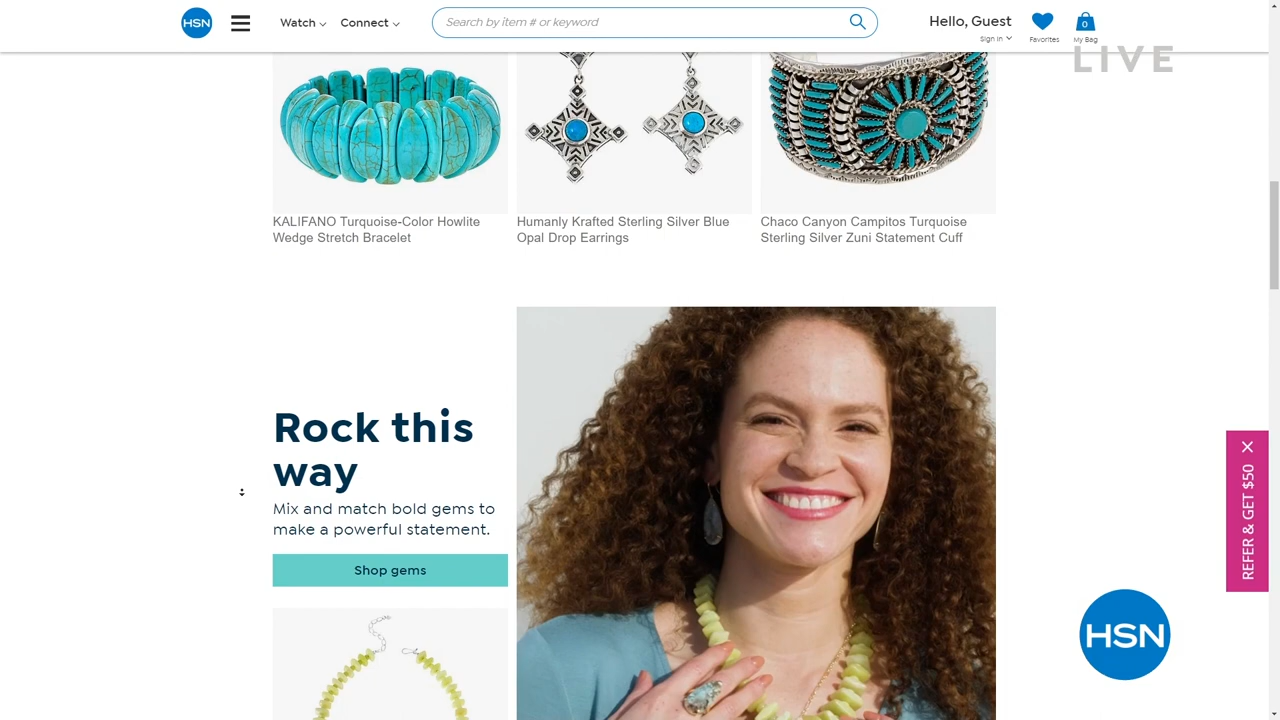 HSN
Watch
Connect
Search by item # or keyword
Hello, Guest
Sign In
Favorites
0
My Bag
LIVE
KALIFANO Turquoise-Color Howlite
Wedge Stretch Bracelet
Humanly Krafted Sterling Silver Blue
Opal Drop Earrings
Chaco Canyon Campitos Turquoise
Sterling Silver Zuni Statement Cuff
Rock this
way
Mix and match bold gems to
make a powerful statement.
Shop gems
REFER & GET $50
HSN